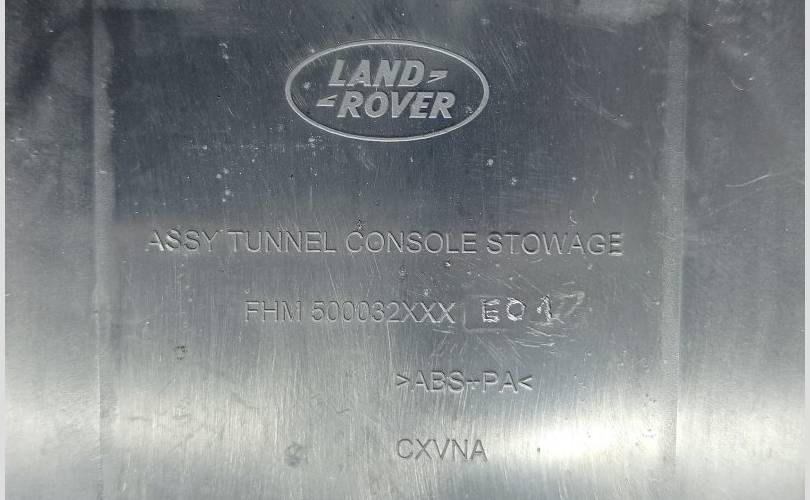 LAND
ROVER
ASSY TUNNEL CONSOLE STOWAGE
FHM 500032XXX
>ABS+PA<
CXVNA